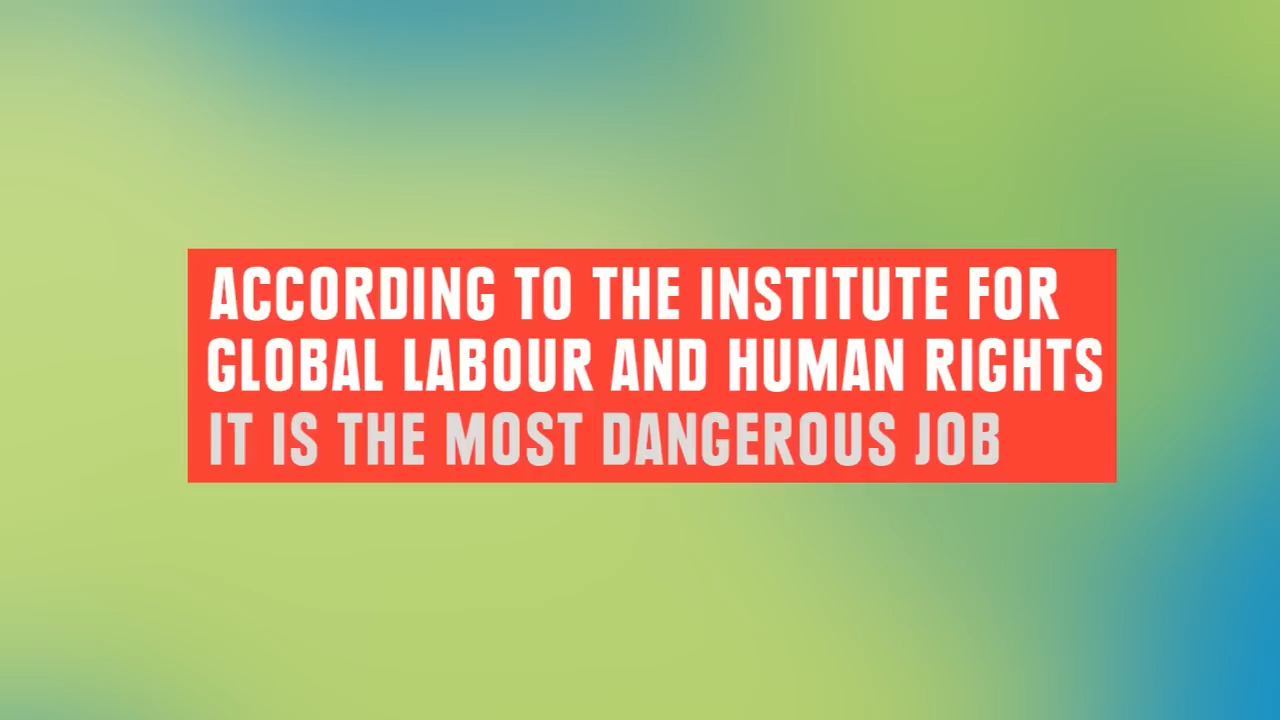 ACCORDING TO THE INSTITUTE FOR
GLOBAL LABOUR AND HUMAN RIGHTS
IT IS THE MOST DANGEROUS JOB